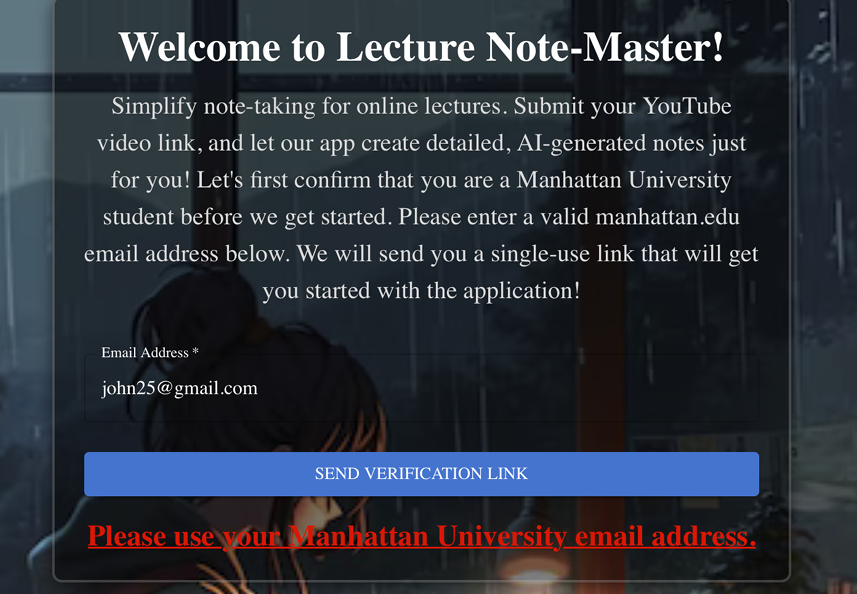 Welcome to Lecture Note-Master!
Simplify note-taking for online lectures. Submit your YouTube
video link, and let our app create detailed, AI-generated notes just
for you! Let's first confirm that you are a Manhattan University
student before we get started. Please enter a valid manhattan.edu
email address below. We will send you a single-use link that will get
you started with the application!
Email Address *
john25@gmail.com
SEND VERIFICATION LINK
Please use your Manhattan University email address.